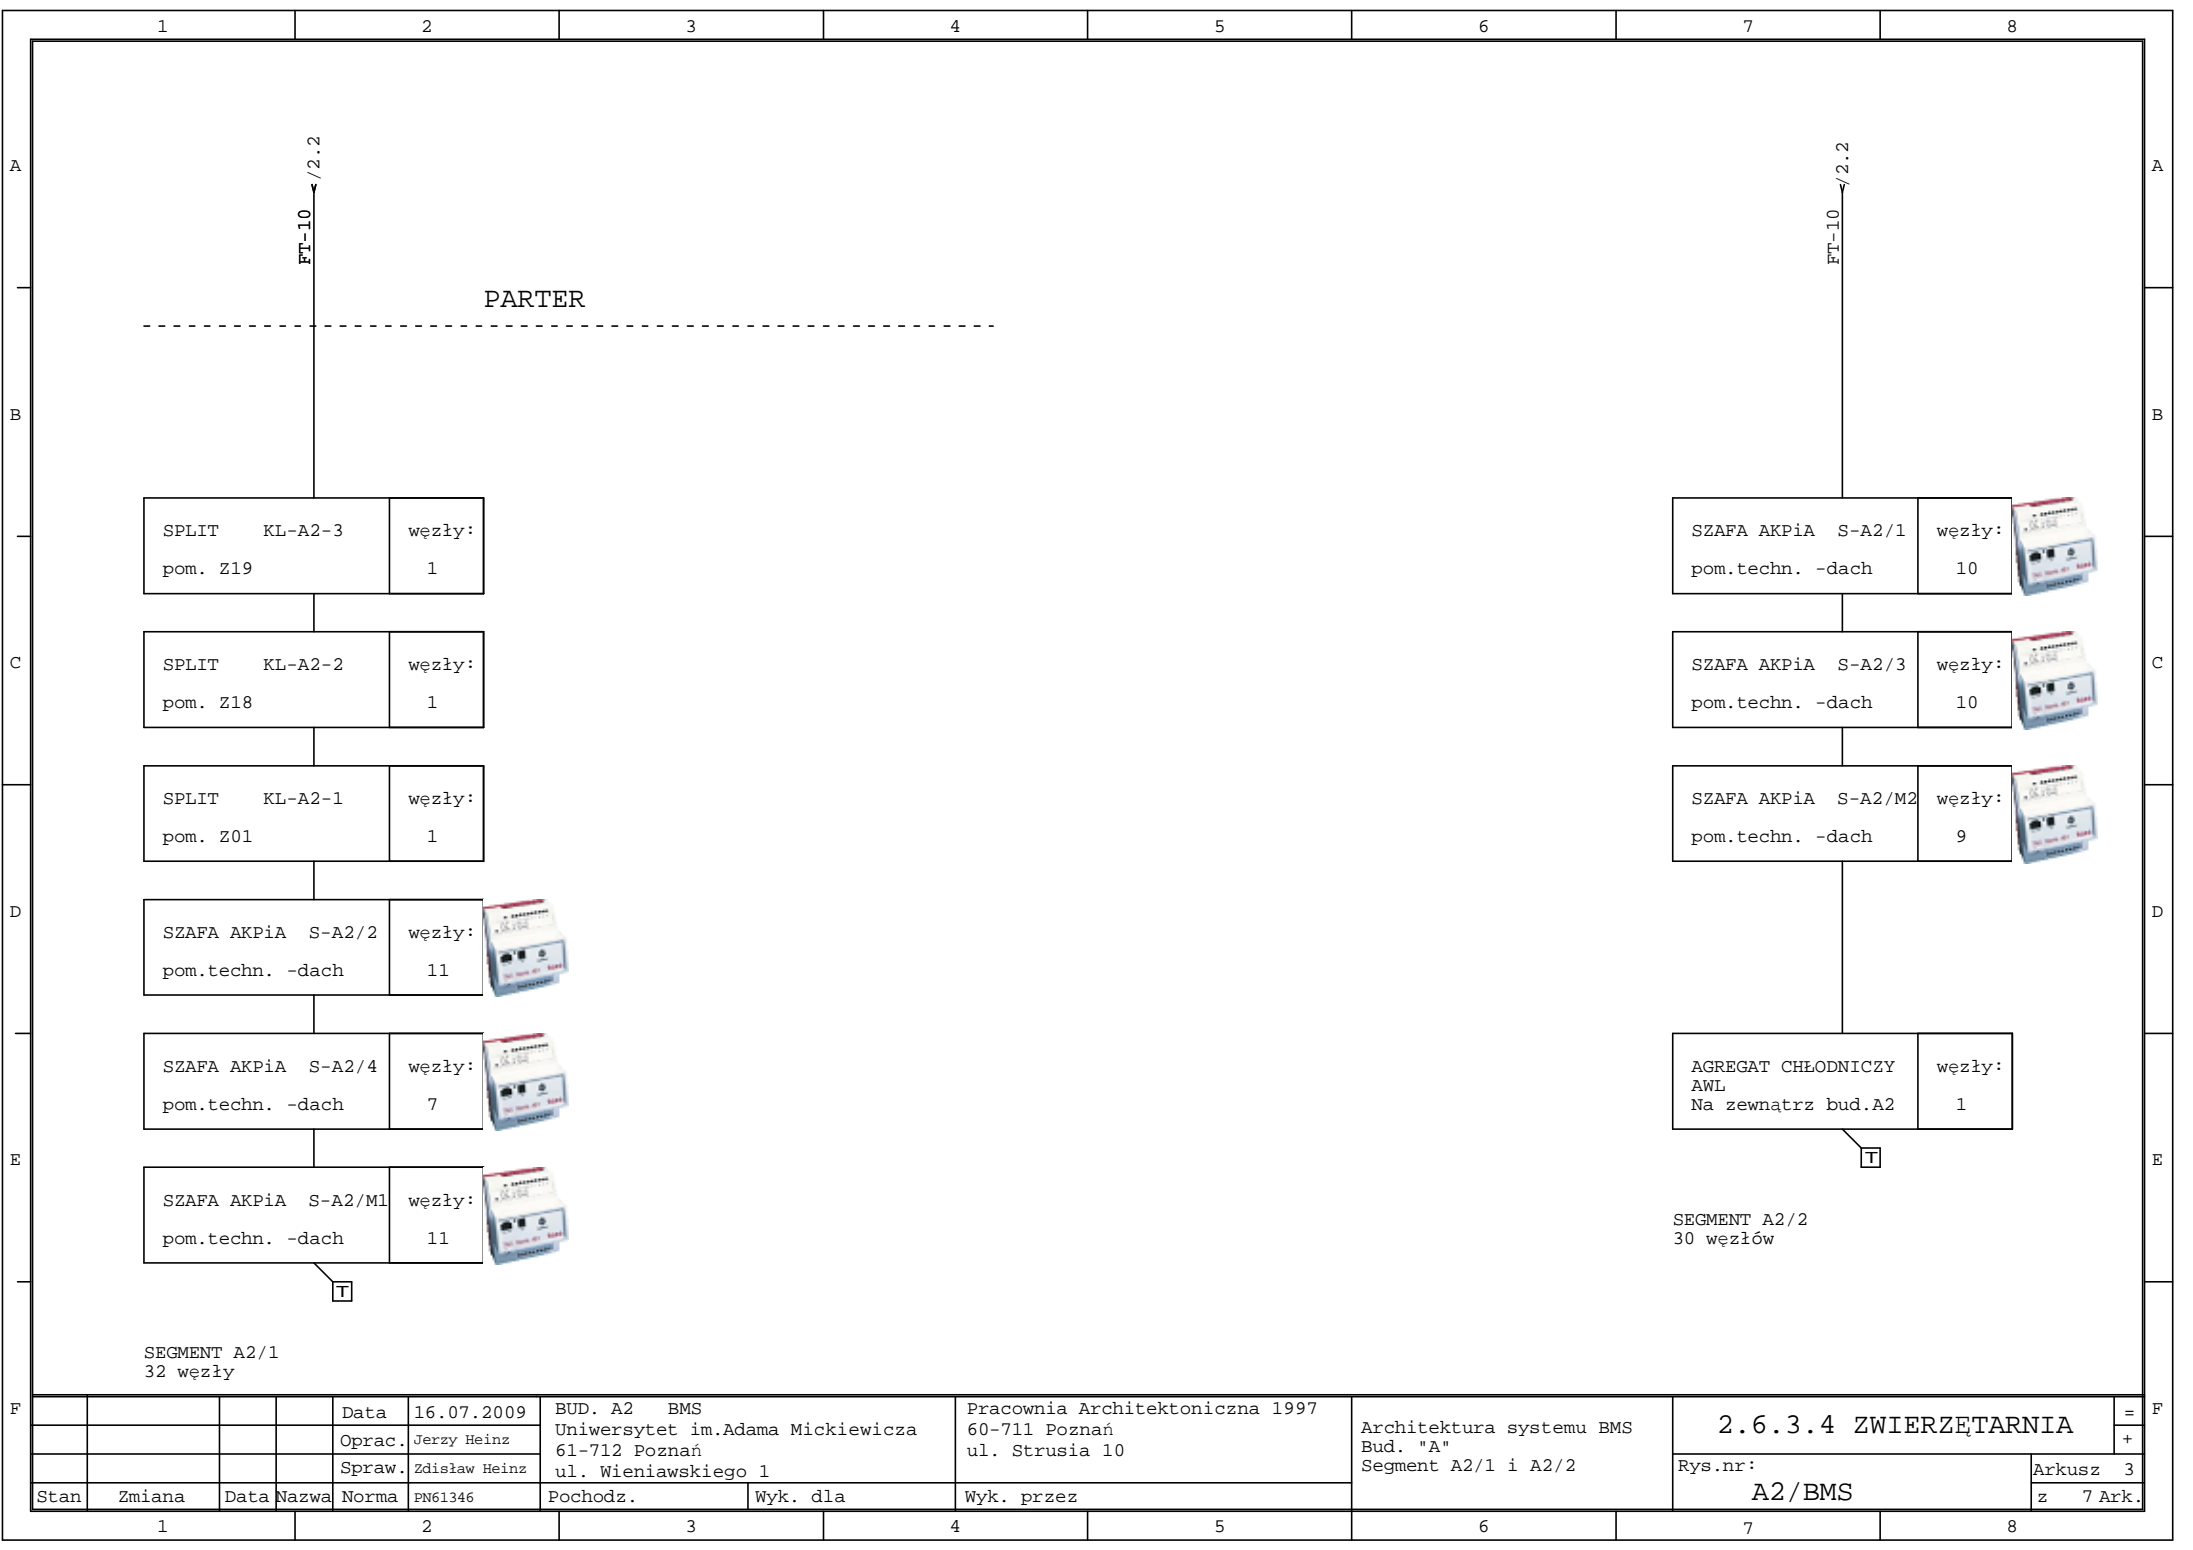 1 2 3 4 5 6 7 8
A A
/2.2
FT-10
/2.2
FT-10
PARTER
B B
SPLIT KL-A2-3 węzły:
pom. Z19 1
SZAFA AKPiA S-A2/1 węzły:
pom.techn. -dach 10
C C
SPLIT KL-A2-2 węzły:
pom. Z18 1
SZAFA AKPiA S-A2/3 węzły:
pom.techn. -dach 10
SPLIT KL-A2-1 węzły:
pom. Z01 1
SZAFA AKPiA S-A2/M2 węzły:
pom.techn. -dach 9
D D
SZAFA AKPiA S-A2/2 węzły:
pom.techn. -dach 11
SZAFA AKPiA S-A2/4 węzły:
pom.techn. -dach 7
AGREGAT CHŁODNICZY węzły:
AWL
Na zewnątrz bud.A2 1
T
E E
SZAFA AKPiA S-A2/M1 węzły:
pom.techn. -dach 11
T
SEGMENT A2/2
30 węzłów
SEGMENT A2/1
32 węzły
F F
Data 16.07.2009
Oprac. Jerzy Heinz
Spraw. Zdisław Heinz
Stan Zmiana Data Nazwa Norma PN61346
BUD. A2 BMS
Uniwersytet im.Adama Mickiewicza
61-712 Poznań
ul. Wieniawskiego 1
Pochodz. Wyk. dla
Pracownia Architektoniczna 1997
60-711 Poznań
ul. Strusia 10
Wyk. przez
Architektura systemu BMS
Bud. "A"
Segment A2/1 i A2/2
2.6.3.4 ZWIERZĘTARNIA
=
+
Rys.nr:
A2/BMS
Arkusz 3
z 7 Ark.
1 2 3 4 5 6 7 8